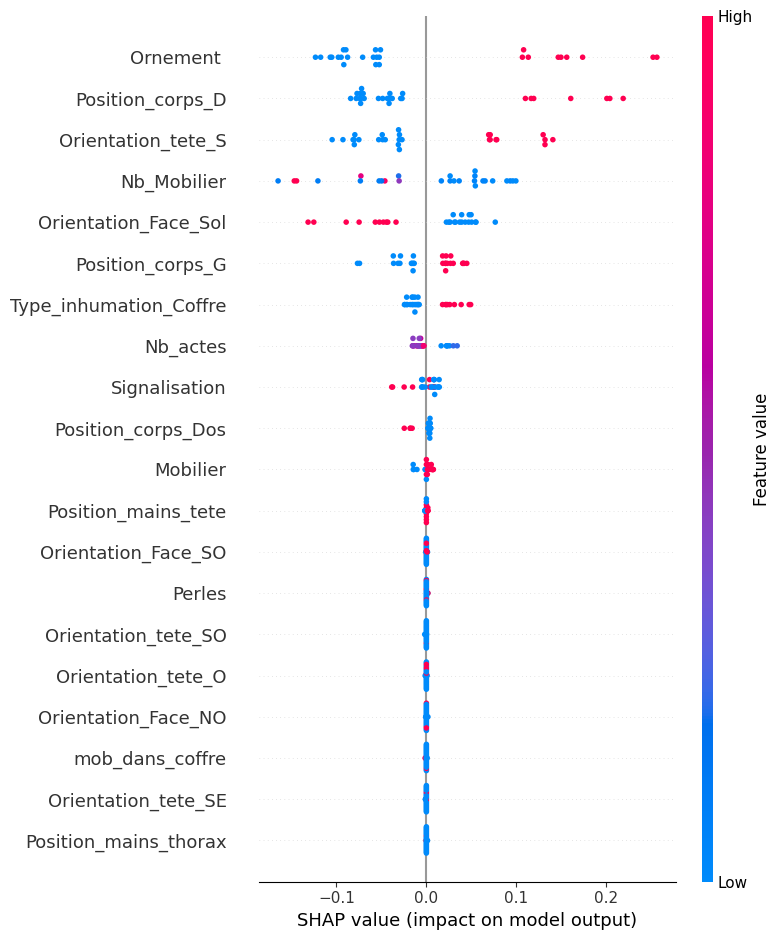 High
Ornement
Position_corps_D
Orientation_tete_S
Nb_Mobilier
Orientation_Face_Sol
Position_corps_G
Type_inhumation_Coffre
Nb_actes
Signalisation
Position_corps_Dos
Mobilier
Position_mains_tete
Orientation_Face_SO
Perles
Orientation_tete_SO
Orientation_tete_O
Orientation_Face_NO
mob_dans_coffre
Orientation_tete_SE
Position_mains_thorax
Feature value
Low
−0.1 0.0 0.1 0.2
SHAP value (impact on model output)